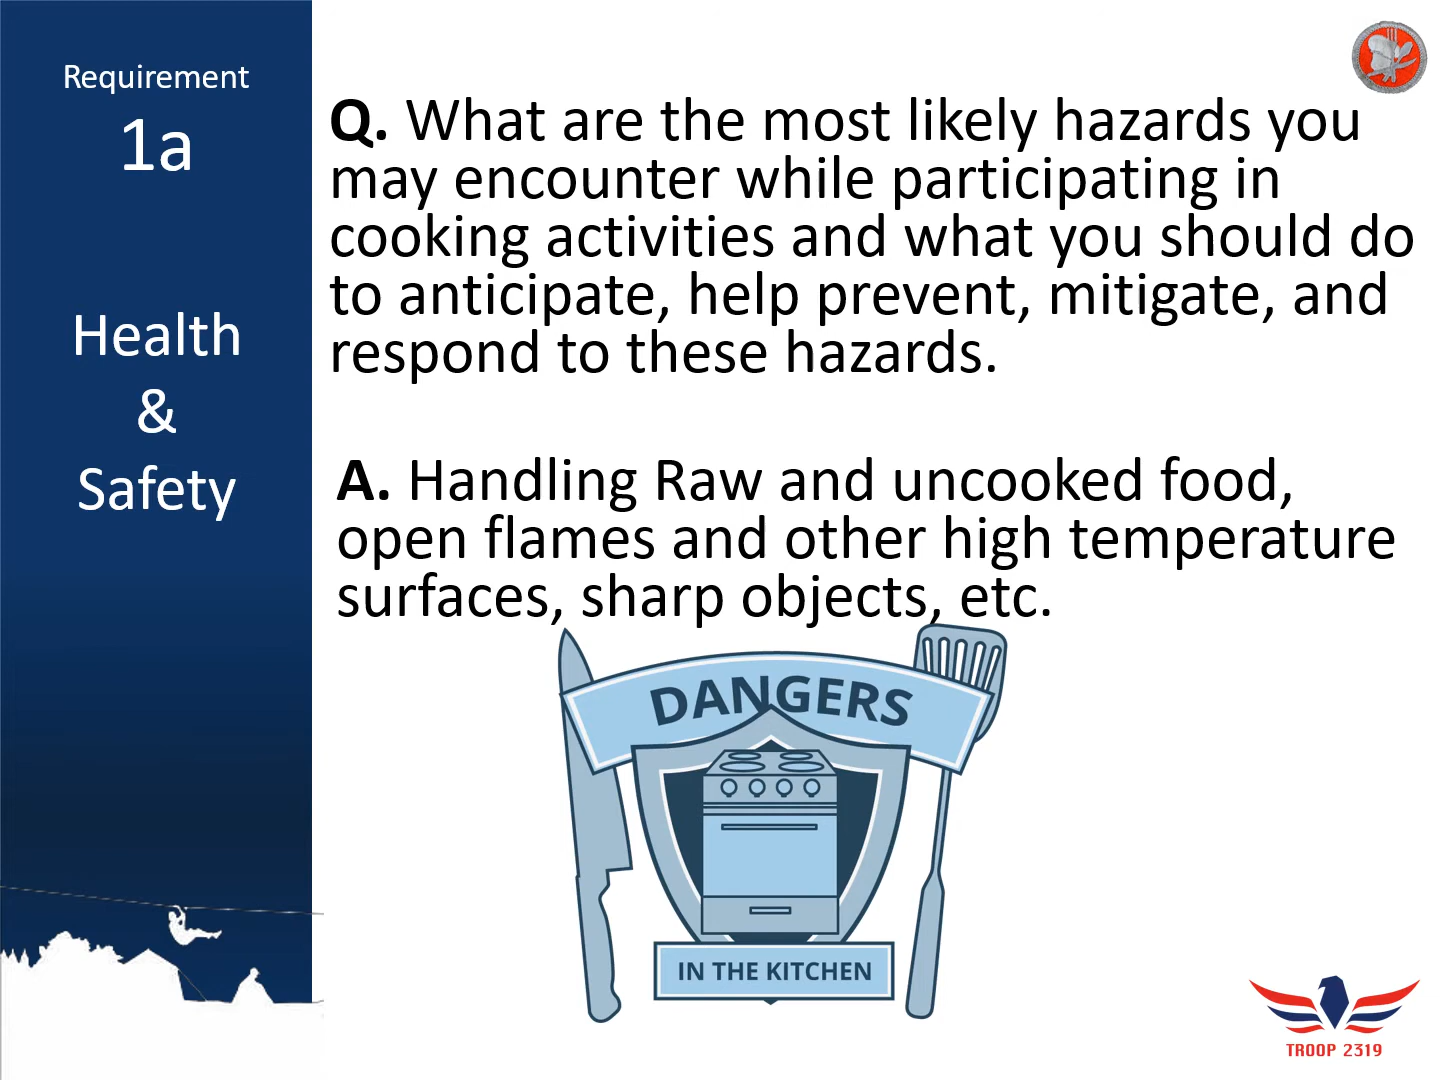 Requirement
1a
Health
&
Safety
Q. What are the most likely hazards you
may encounter while participating in
cooking activities and what you should do
to anticipate, help prevent, mitigate, and
respond to these hazards.
A. Handling Raw and uncooked food,
open flames and other high temperature
surfaces, sharp objects, etc.
DANGERS
IN THE KITCHEN
TROOP 2319